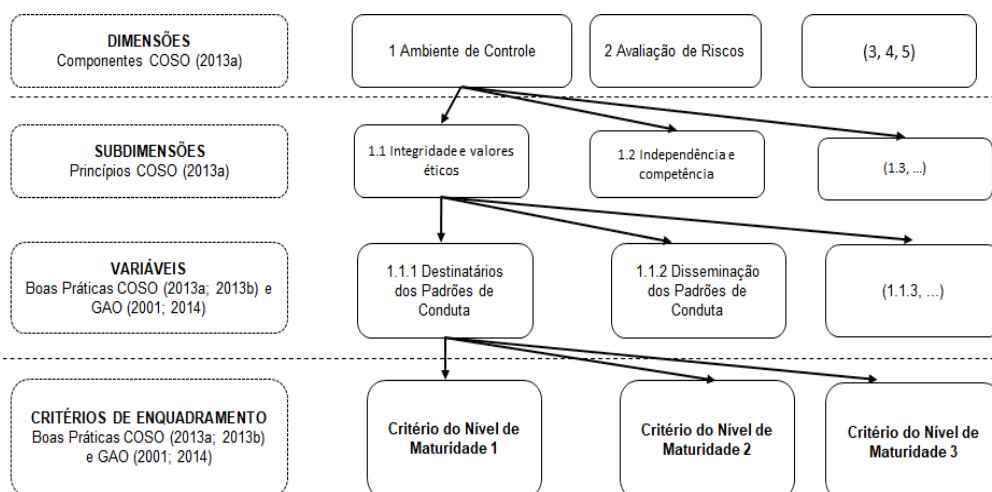 DIMENSÕES
Componentes COSO (2013a)
1 Ambiente de Controle
2 Avaliação de Riscos
(3, 4, 5)
SUBDIMENSÕES
Princípios COSO (2013a)
1.1 Integridade e valores
éticos
1.2 Independência e
competência
(1.3, ...)
VARIÁVEIS
Boas Práticas COSO (2013a; 2013b) e
GAO (2001; 2014)
1.1.1 Destinatários
dos Padrões de
Conduta
1.1.2 Disseminação
dos Padrões de
Conduta
(1.1.3, ...)
CRITÉRIOS DE ENQUADRAMENTO
Boas Práticas COSO (2013a; 2013b)
e GAO (2001; 2014)
Critério do Nível de
Maturidade 1
Critério do Nível de
Maturidade 2
Critério do Nível de
Maturidade 3